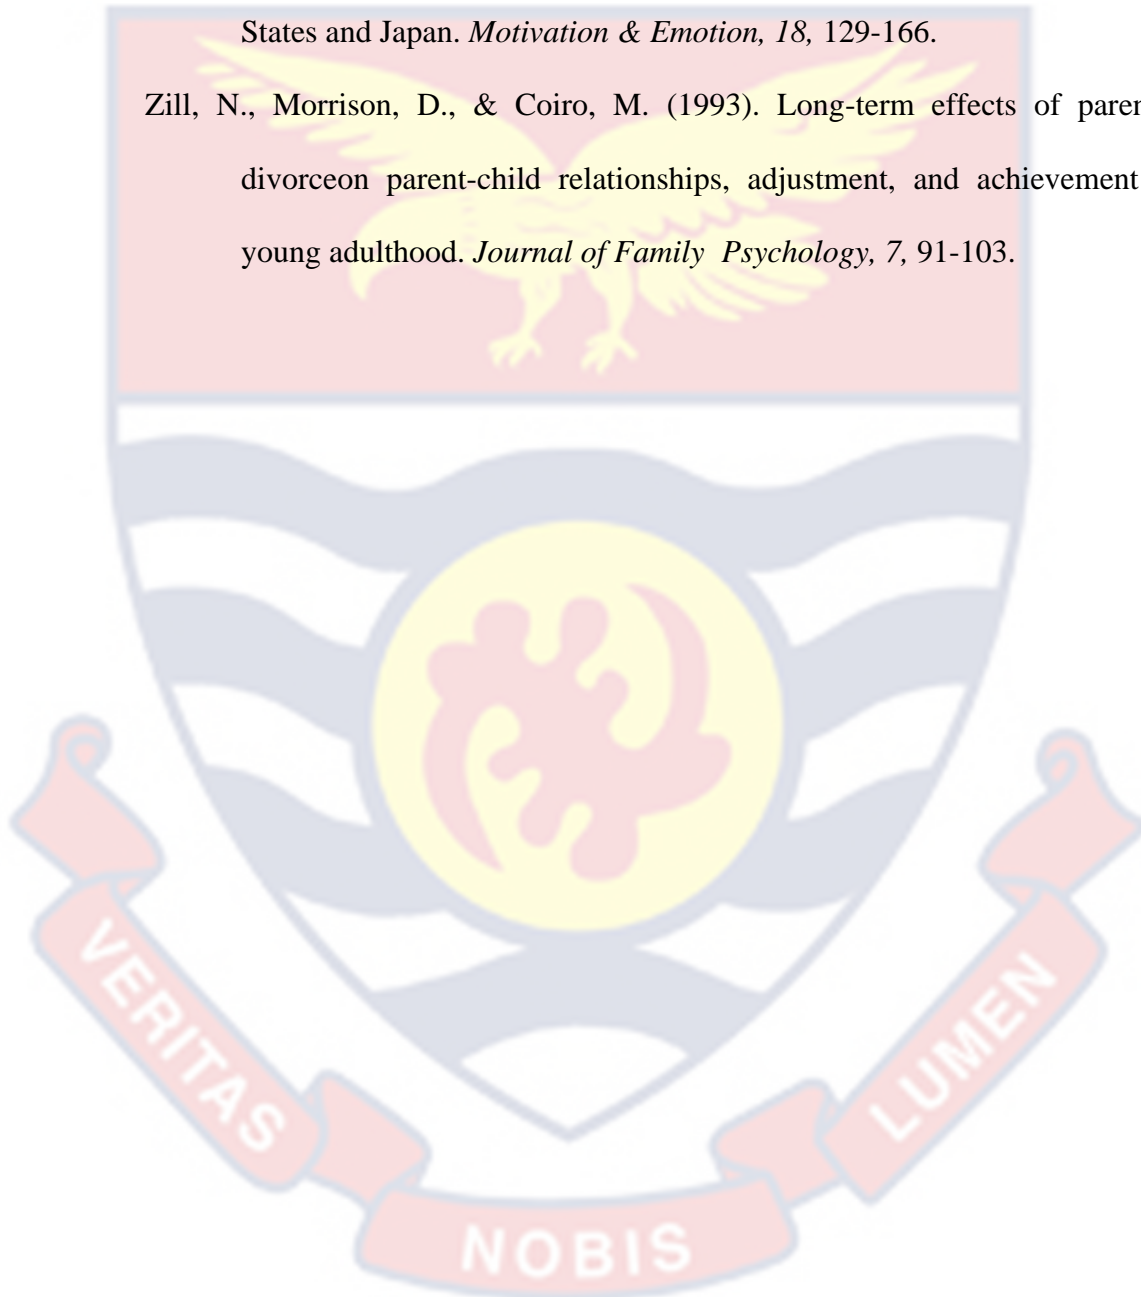 States and Japan. Motivation & Emotion, 18, 129-166.
Zill, N., Morrison, D., & Coiro, M. (1993). Long-term effects of paren
divorceon parent-child relationships, adjustment, and achievement
young adulthood. Journal of Family Psychology, 7, 91-103.
VERITAS
NOBIS
LUMEN